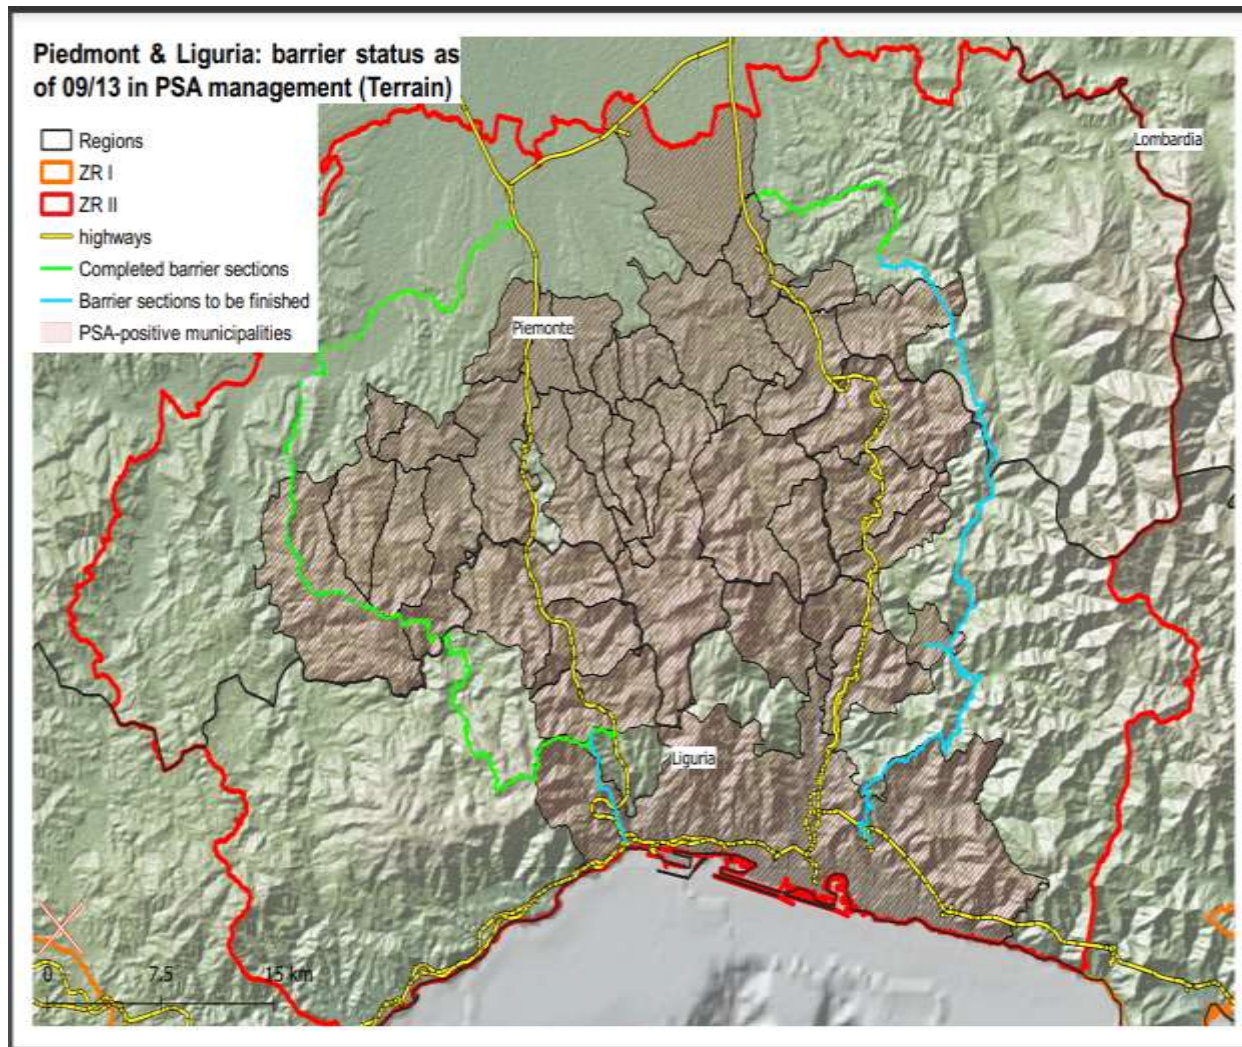 Piedmont & Liguria: barrier status as
of 09/13 in PSA management (Terrain)
Regions
ZR I
ZR II
highways
Completed barrier sections
Barrier sections to be finished
PSA-positive municipalities
Lombardia
Piemonte
Liguria
0 7.5 15 km